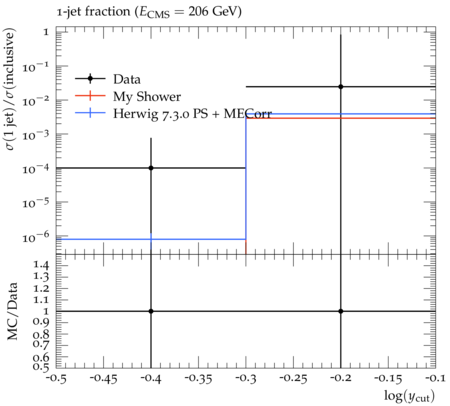 1-jet fraction (E_CMS = 206 GeV)
σ(1 jet)/σ(inclusive)
1
10⁻¹
10⁻²
10⁻³
10⁻⁴
10⁻⁵
10⁻⁶
Data
My Shower
Herwig 7.3.0 PS + MECorr
MC/Data
1.4
1.3
1.2
1.1
1
0.9
0.8
0.7
0.6
0.5
-0.5 -0.45 -0.4 -0.35 -0.3 -0.25 -0.2 -0.15 -0.1
log(y_cut)